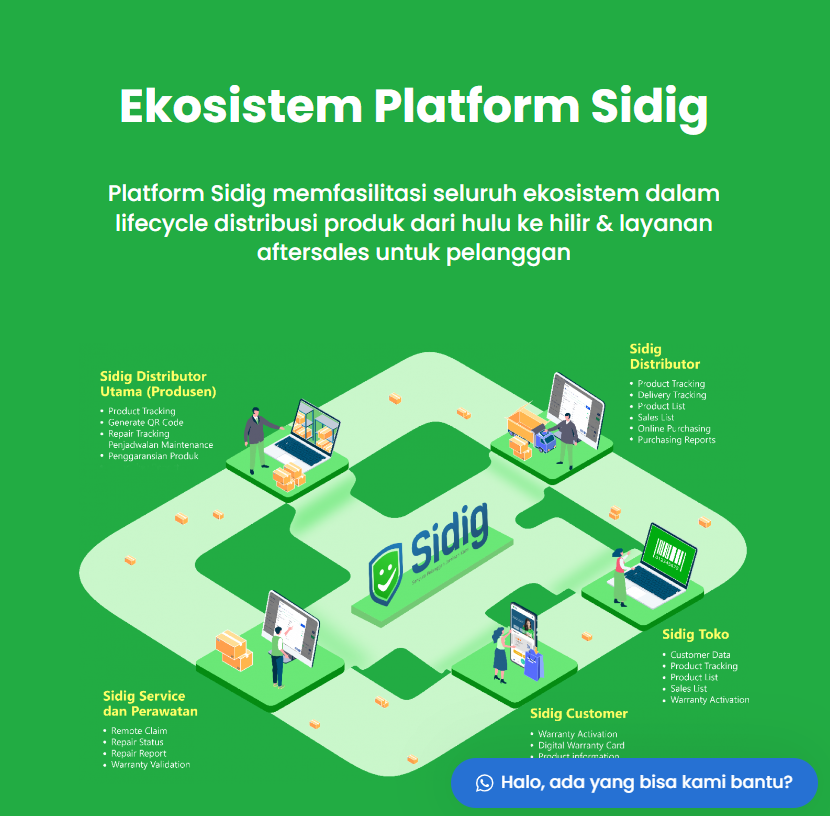 Ekosistem Platform Sidig
Platform Sidig memfasilitasi seluruh ekosistem dalam
lifecycle distribusi produk dari hulu ke hilir & layanan
aftersales untuk pelanggan
Sidig Distributor
Utama (Produsen)
• Product Tracking
• Generate QR Code
• Repair Tracking
Penjadwalan Maintenance
• Penggaransian Produk
Sidig
Distributor
• Product Tracking
• Delivery Tracking
• Product List
• Sales List
• Online Purchasing
• Purchasing Reports
Sidig
Sidig Toko
• Customer Data
• Product Tracking
• Product List
• Sales List
• Warranty Activation
Sidig Service
dan Perawatan
• Remote Claim
• Repair Status
• Repair Report
• Warranty Validation
Sidig Customer
• Warranty Activation
• Digital Warranty Card
• Product information
Halo, ada yang bisa kami bantu?